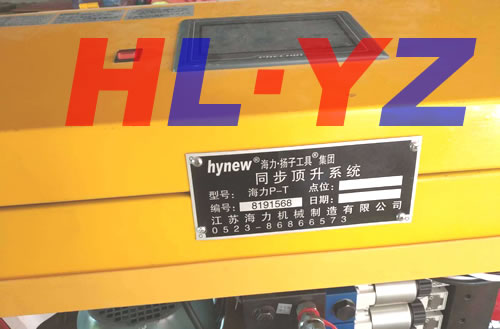 HL·YZ
hynew® 海力·扬子工具® 集团
同步顶升系统
型号: 海力P-T 点位:
编号: 8191568 日期:
江苏海力机械制造有限公司
0523-86866573